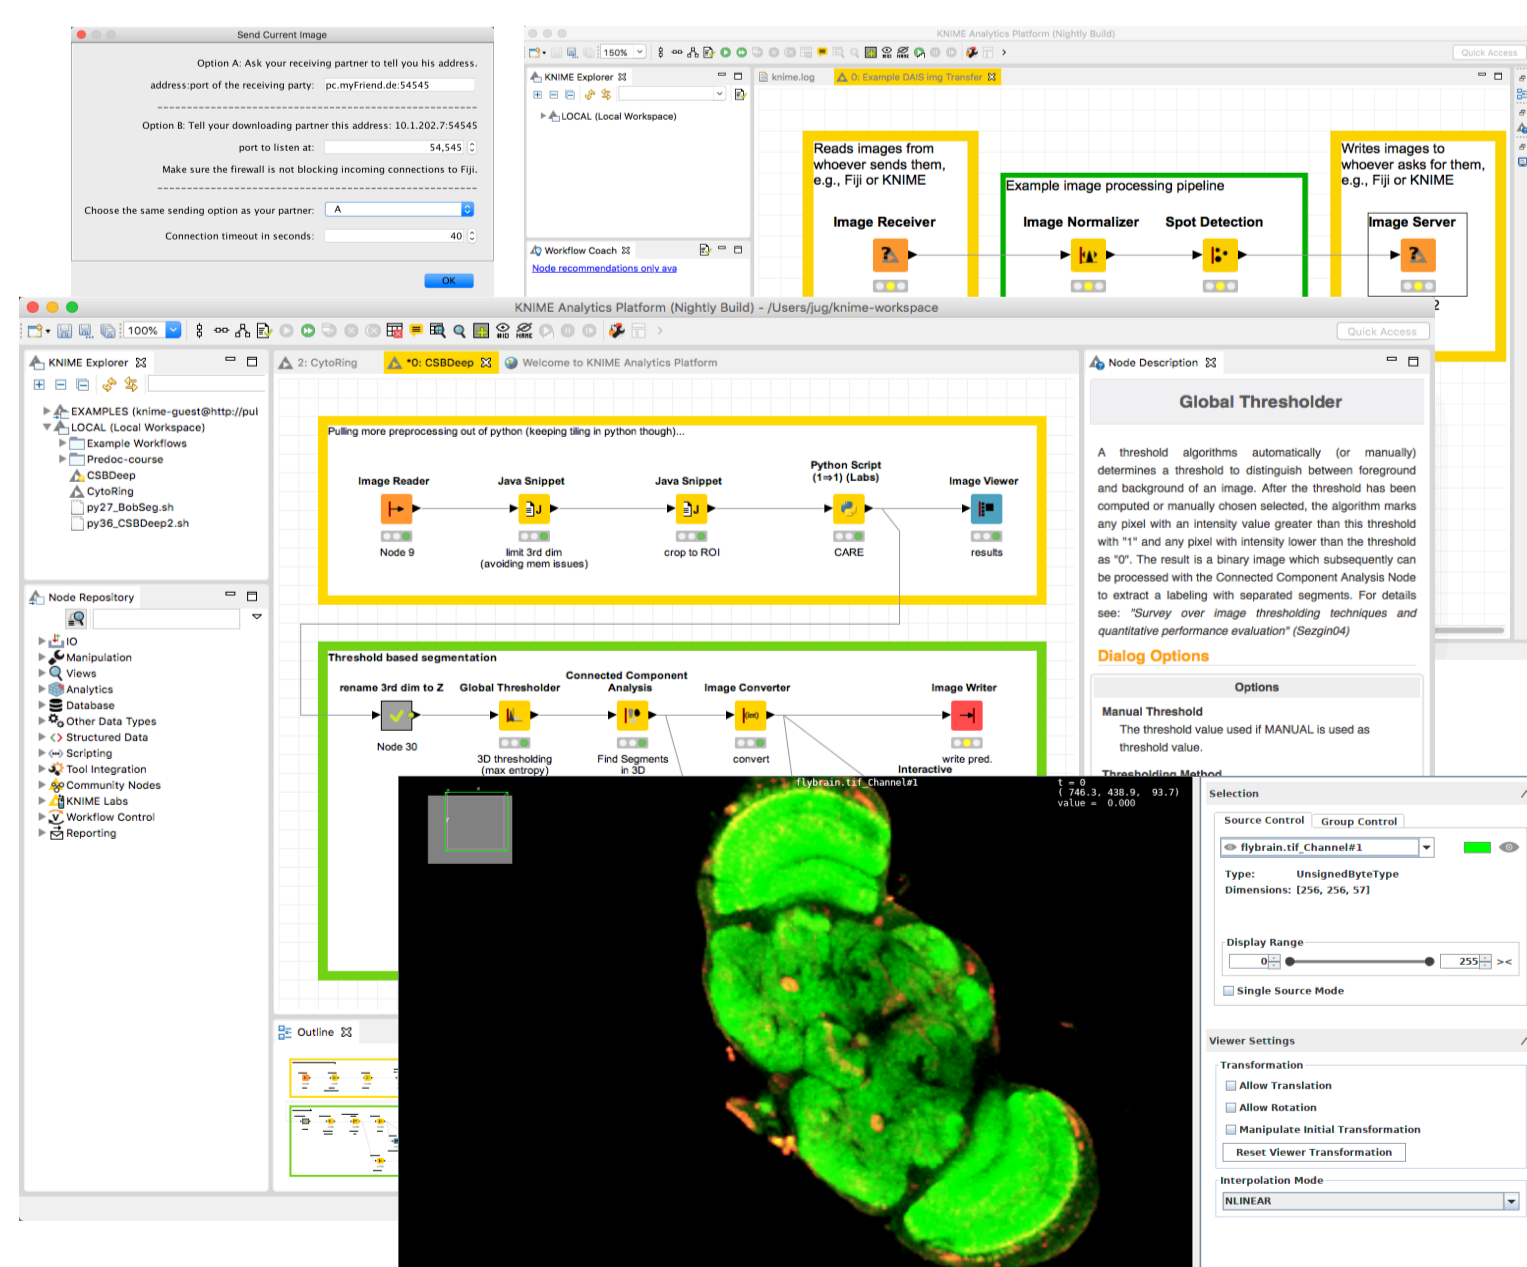 Send Current Image
Option A: Ask your receiving partner to tell you his address.
address:port of the receiving party: pc.myFriend.de:54545
Option B: Tell your downloading partner this address: 10.1.202.7:54545
port to listen at: 54,545
Make sure the firewall is not blocking incoming connections to Fiji.
Choose the same sending option as your partner: A
Connection timeout in seconds: 40
OK
KNIME Analytics Platform (Nightly Build)
150%
Quick Access
KNIME Explorer
knime.log
0: Example DAIS img Transfer
LOCAL (Local Workspace)
Workflow Coach
Node recommendations only ava
Reads images from
whoever sends them,
e.g., Fiji or KNIME
Image Receiver
Example image processing pipeline
Image Normalizer
Spot Detection
Writes images to
whoever asks for them,
e.g., Fiji or KNIME
Image Server
2
KNIME Analytics Platform (Nightly Build) - /Users/jug/knime-workspace
100%
Quick Access
KNIME Explorer
EXAMPLES (knime-guest@http://pul
LOCAL (Local Workspace)
Example Workflows
Predoc-course
CSBDeep
CytoRing
py27_BobSeg.sh
py36_CSBDeep2.sh
Node Repository
IO
Manipulation
Views
Analytics
Database
Other Data Types
Structured Data
Scripting
Tool Integration
Community Nodes
KNIME Labs
Workflow Control
Reporting
2: CytoRing
*0: CSBDeep
Welcome to KNIME Analytics Platform
Pulling more preprocessing out of python (keeping tiling in python though)...
Image Reader
Node 9
Java Snippet
limit 3rd dim
(avoiding mem issues)
Java Snippet
crop to ROI
Python Script
(1⇒1) (Labs)
CARE
Image Viewer
results
Threshold based segmentation
rename 3rd dim to Z
Node 30
Global Thresholder
3D thresholding
(max entropy)
Connected Component
Analysis
Find Segments
in 3D
Image Converter
convert
Image Writer
write pred.
Interactive
Outline
Node Description
Global Thresholder
A threshold algorithms automatically (or manually)
determines a threshold to distinguish between foreground
and background of an image. After the threshold has been
computed or manually chosen selected, the algorithm marks
any pixel with an intensity value greater than this threshold
with "1" and any pixel with intensity lower than the threshold
as "0". The result is a binary image which subsequently can
be processed with the Connected Component Analysis Node
to extract a labeling with separated segments. For details
see: "Survey over image thresholding techniques and
quantitative performance evaluation" (Sezgin04)
Dialog Options
Options
Manual Threshold
The threshold value used if MANUAL is used as
threshold value.
Thresholding Method
flybrain.tif_Channel#1
t = 0
( 746.3, 438.9, 93.7)
value = 0.000
x
y
Selection
Source Control
Group Control
flybrain.tif_Channel#1
Type: UnsignedByteType
Dimensions: [256, 256, 57]
Display Range
0
255
><
Single Source Mode
Viewer Settings
Transformation
Allow Translation
Allow Rotation
Manipulate Initial Transformation
Reset Viewer Transformation
Interpolation Mode
NLINEAR